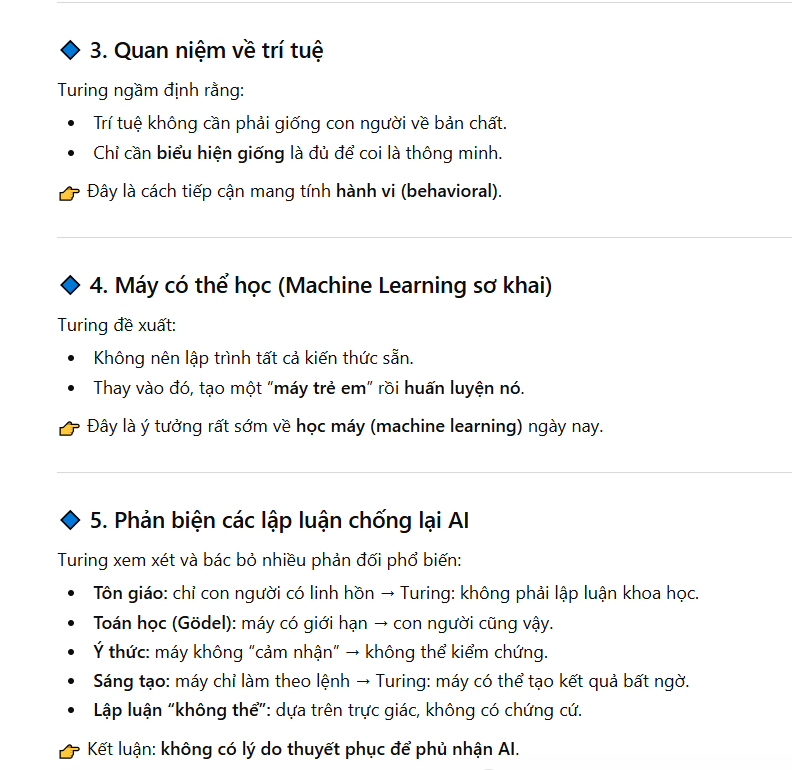 3. Quan niệm về trí tuệ
Turing ngầm định rằng:
• Trí tuệ không cần phải giống con người về bản chất.
• Chỉ cần biểu hiện giống là đủ để coi là thông minh.
👉 Đây là cách tiếp cận mang tính hành vi (behavioral).
4. Máy có thể học (Machine Learning sơ khai)
Turing đề xuất:
• Không nên lập trình tất cả kiến thức sẵn.
• Thay vào đó, tạo một “máy trẻ em” rồi huấn luyện nó.
👉 Đây là ý tưởng rất sớm về học máy (machine learning) ngày nay.
5. Phản biện các lập luận chống lại AI
Turing xem xét và bác bỏ nhiều phản đối phổ biến:
• Tôn giáo: chỉ con người có linh hồn → Turing: không phải lập luận khoa học.
• Toán học (Gödel): máy có giới hạn → con người cũng vậy.
• Ý thức: máy không “cảm nhận” → không thể kiểm chứng.
• Sáng tạo: máy chỉ làm theo lệnh → Turing: máy có thể tạo kết quả bất ngờ.
• Lập luận “không thể”: dựa trên trực giác, không có chứng cứ.
👉 Kết luận: không có lý do thuyết phục để phủ nhận AI.